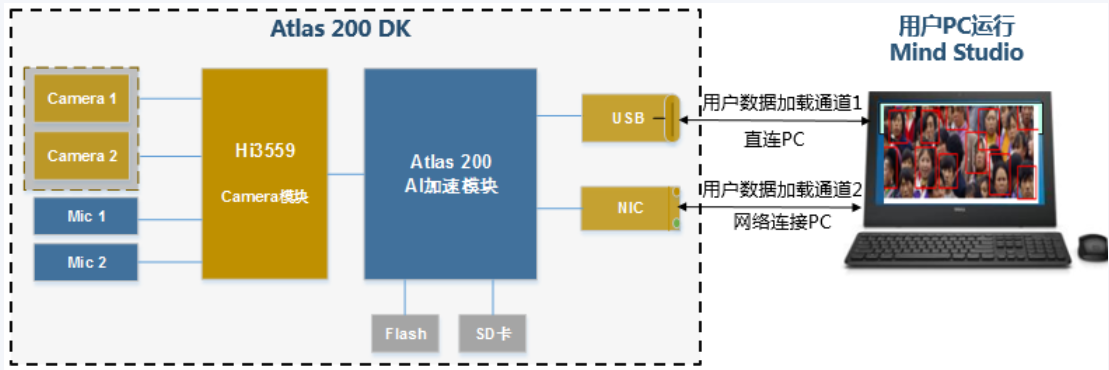 Atlas 200 DK
用户PC运行
Mind Studio
Camera 1
Camera 2
Mic 1
Mic 2
Hi3559
Camera模块
Atlas 200
AI加速模块
USB
NIC
Flash
SD卡
用户数据加载通道1
直连PC
用户数据加载通道2
网络连接PC